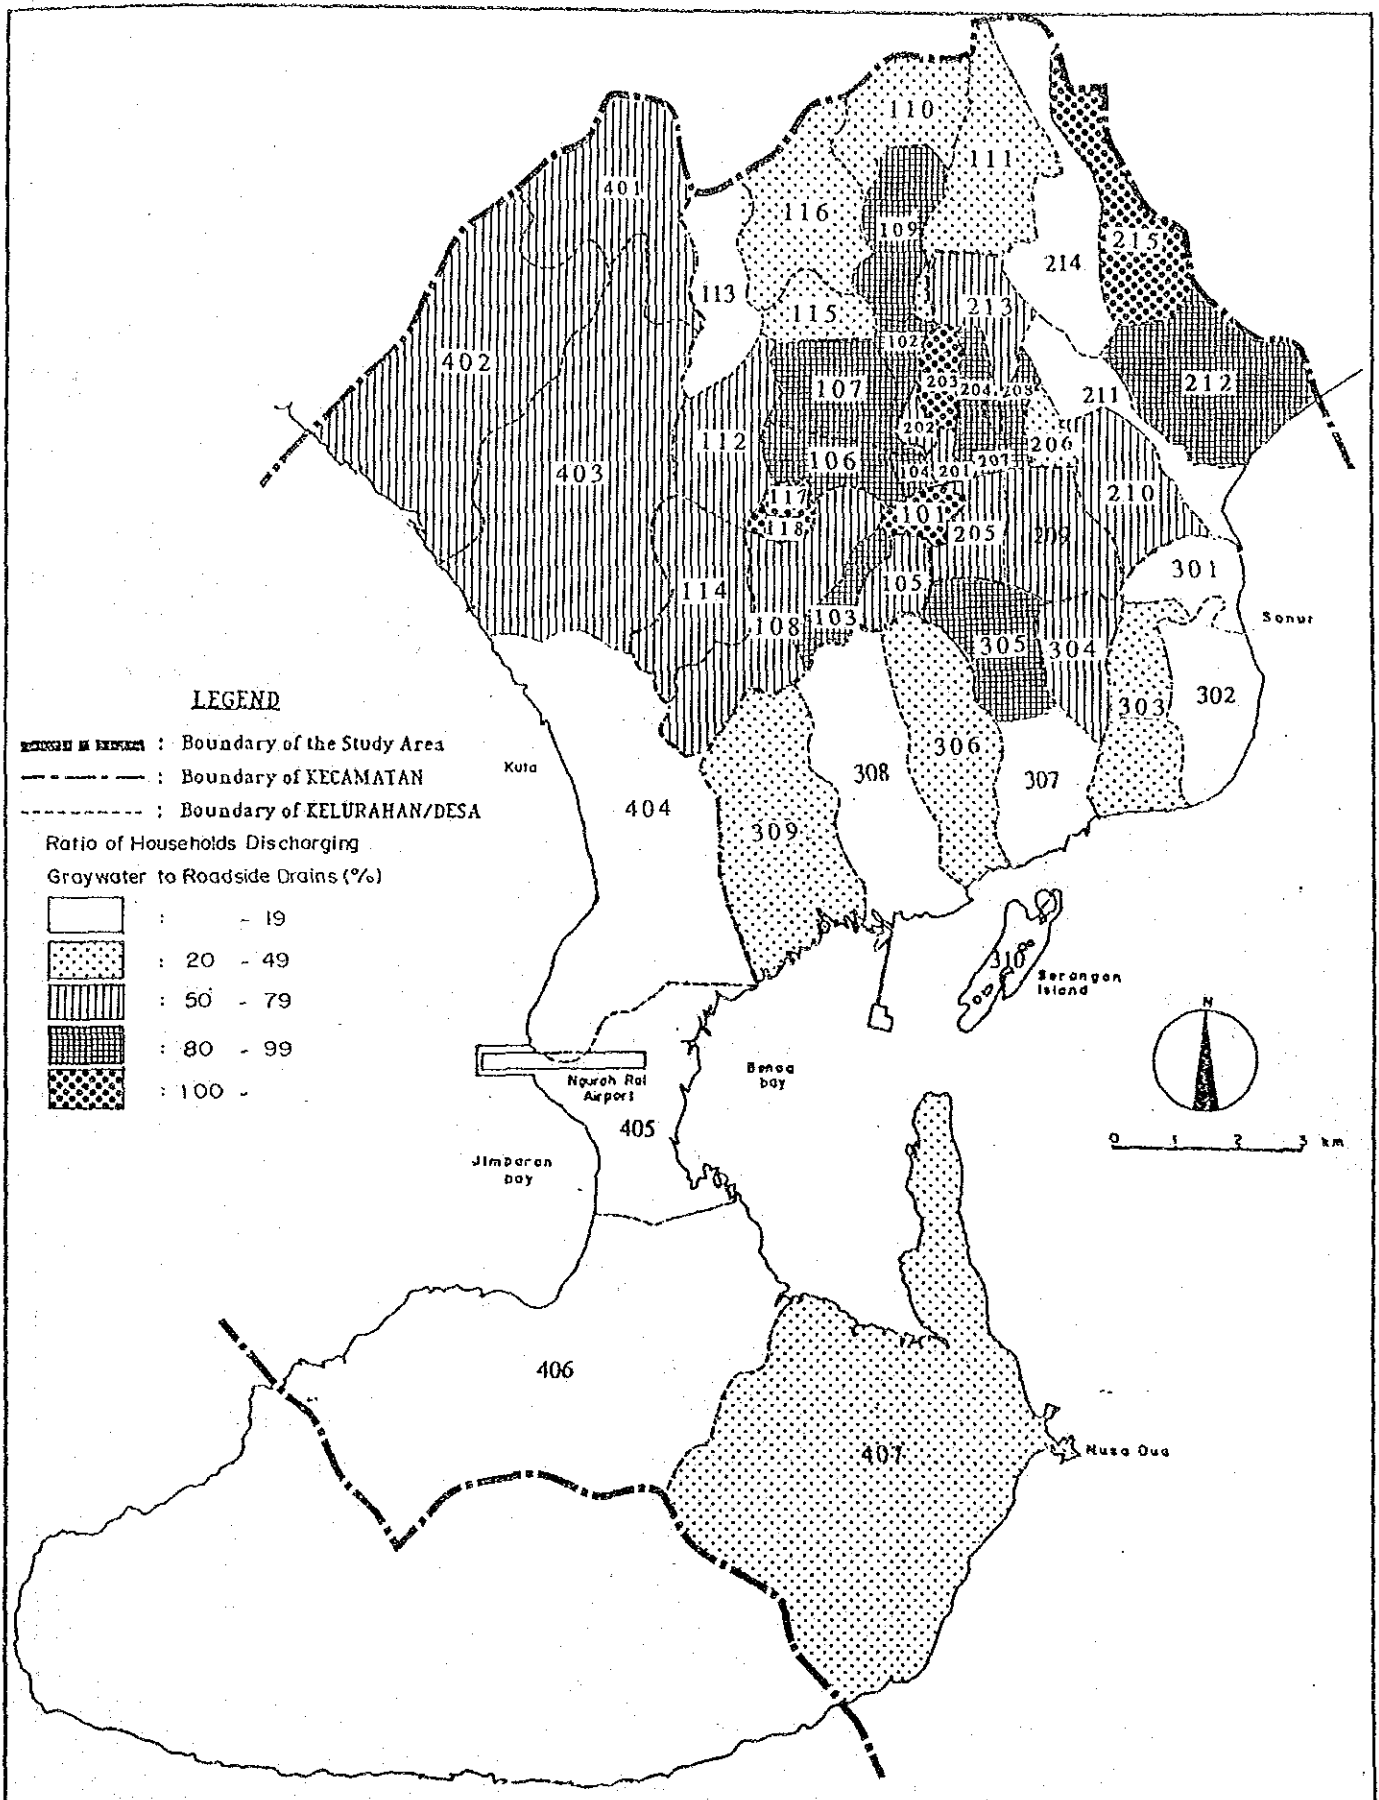 110
111
401
116
109
215
214
113
115
213
102
402
107
203
204
208
211
212
202
112
206
403
106
104
201
207
117
210
101
118
205
209
301
114
105
108
103
305
304
Sanur
302
303
LEGEND
: Boundary of the Study Area
: Boundary of KECAMATAN
: Boundary of KELURAHAN/DESA
Ratio of Households Discharging
Graywater to Roadside Drains (%)
: - 19
: 20 - 49
: 50 - 79
: 80 - 99
: 100 -
Kuta
404
309
308
306
307
310
Serangan
Island
N
Benoa
bay
Ngurah Rai
Airport
405
0 1 2 3 km
Jimbaran
bay
406
407
Nusa Dua